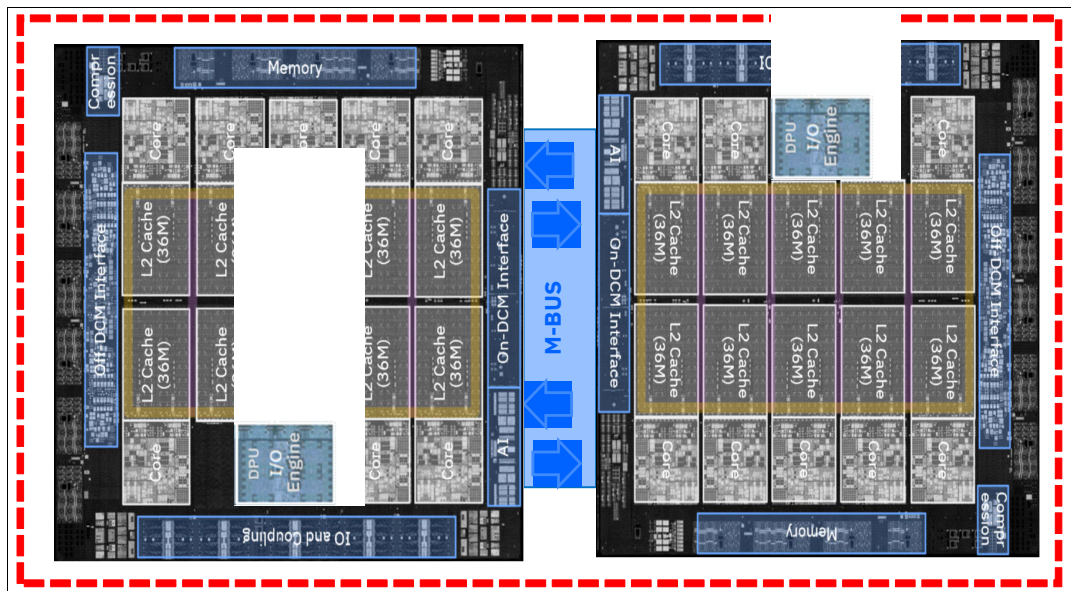 Compr
ession
Memory
Core
Core
Core
Core
Core
Off-DCM Interface
L2 Cache
(36M)
L2 Cache
L2 Cache
(36M)
L2 Cache
(36M)
L2 Cache
(36M)
L2 Cache
L2 Cache
(36M)
L2 Cache
(36M)
On-DCM Interface
AI
Core
DPU
I/O
Engine
Core
Core
IO and Coupling
M-BUS
IO
AI
On-DCM Interface
Core
Core
DPU
I/O
Engine
Core
L2 Cache
(36M)
L2 Cache
(36M)
L2 Cache
(36M)
L2 Cache
(36M)
L2 Cache
(36M)
L2 Cache
(36M)
L2 Cache
(36M)
L2 Cache
(36M)
L2 Cache
(36M)
L2 Cache
(36M)
Off-DCM Interface
Core
Core
Core
Core
Core
Memory
Compr
ession